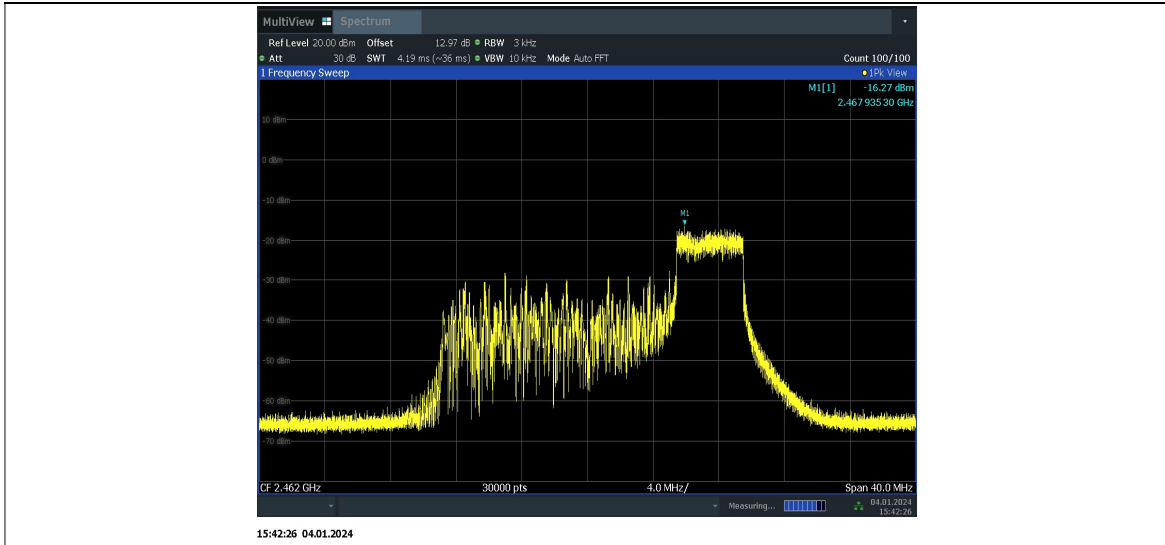 MultiView Spectrum
Ref Level 20.00 dBm Offset 12.97 dB RBW 3 kHz
Att 30 dB SWT 4.19 ms (~36 ms) VBW 10 kHz Mode Auto FFT Count 100/100
1 Frequency Sweep 1Pk View
M1[1] -16.27 dBm
2.467 935 30 GHz
10 dBm
0 dBm
-10 dBm
M1
-20 dBm
-30 dBm
-40 dBm
-50 dBm
-60 dBm
-70 dBm
CF 2.462 GHz 30000 pts 4.0 MHz/ Span 40.0 MHz
Measuring... 04.01.2024
15:42:26
15:42:26 04.01.2024